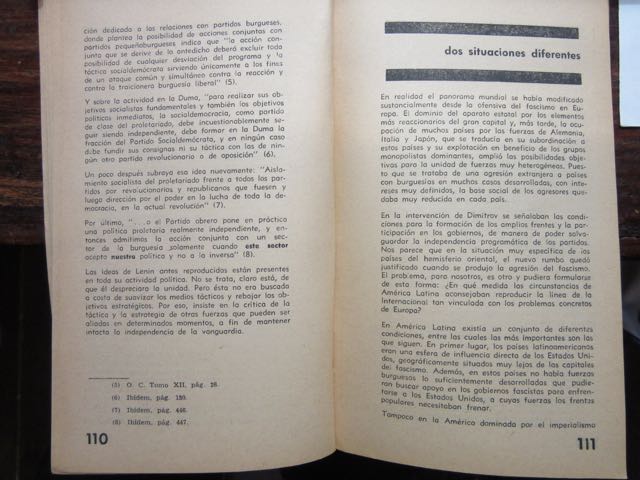 ción dedicada a las relaciones con partidos burgueses,
donde plantea la posibilidad de acciones conjuntas con
partidos pequeñoburgueses indica que "la acción con-
junta que se derive de lo antedicho deberá excluir toda
posibilidad de cualquier desviación del programa y la
táctica socialdemócrata sirviendo únicamente a los fines
de un ataque común y simultáneo contra la reacción y
contra la traicionera burguesía liberal" (5).
Y sobre la actividad en la Duma, "para realizar sus ob-
jetivos socialistas fundamentales y también los objetivos
políticos inmediatos, la socialdemocracia, como partido
de clase del proletariado, debe incuestionablemente se-
guir siendo independiente, debe formar en la Duma la
fracción del Partido Socialdemócrata, y en ningún caso
debe fundir sus consignas ni su táctica con las de nin-
gún otro partido revolucionario o de oposición" (6).
Un poco después subraya esa idea nuevamente: "Aisla-
miento socialista del proletariado frente a todos los par-
tidos por revolucionarios y republicanos que fuesen y
luego dirección por el poder en la lucha de toda la de-
mocracia, en la actual revolución" (7).
Por último, ". . . o el Partido obrero pone en práctica
una política proletaria realmente independiente, y en-
tonces admitimos la acción conjunta con un sec-
tor de la burguesía solamente cuando este sector
acepta nuestra política y no a la inversa" (8).
Las ideas de Lenin antes reproducidas están presentes
en toda su actividad política. No se trata, claro está, de
que él despreciara la unidad. Pero ésta no era buscada
a costa de suavizar los medios tácticos y rebajar los ob-
jetivos estratégicos. Por eso, insiste en la crítica de la
táctica y la estrategia de otras fuerzas que pueden ser
aliadas en determinados momentos, a fin de mantener
intacta la independencia de la vanguardia.
(5) O. C. Tomo XII, pág.
(6) Ibídem, pág. 150.
(7) Ibídem, pág. 446.
(8) Ibídem, pág. 447.
110
dos situaciones diferentes
En realidad el panorama mundial se había modificado
sustancialmente desde la ofensiva del fascismo en Eu-
ropa. El dominio del aparato estatal por los elementos
más reaccionarios del gran capital y, más tarde, la ocu-
pación de muchos países por las fuerzas de Alemania,
Italia y Japón, que se traducía en su subordinación a
estos países y su explotación en beneficio de los grupos
monopolistas dominantes, amplió las posibilidades obje-
tivas para la unidad de fuerzas muy heterogéneas. Pues-
to que se trataba de una agresión extranjera a países
con burguesías en muchos casos desarrolladas, con inte-
reses muy definidos, la base social de los agresores que-
daba muy reducida en cada país.
En la intervención de Dimitrov se señalaban las condi-
ciones para la formación de los amplios frentes y la par-
ticipación en los gobiernos, de manera de poder salva-
guardar la independencia programática de los partidos.
Nos parece que en la situación muy específica de los
países del hemisferio oriental, el nuevo rumbo quedó
justificado cuando se produjo la agresión del fascismo.
El problema, para nosotros, es otro y pudiera formularse
de esta forma: ¿En qué medida las circunstancias de
América Latina aconsejaban reproducir la línea de la
Internacional tan vinculada con los problemas concretos
de Europa?
En América Latina existía un conjunto de diferentes
condiciones, entre las cuales las más importantes son las
que siguen. En primer lugar, los países latinoamericanos
eran una esfera de influencia directa de los Estados Uni-
dos, geográficamente situados muy lejos de las capitales
del fascismo. Además, en estos países no había fuerzas
burguesas lo suficientemente desarrolladas que pudie-
ran buscar apoyo en los gobiernos fascistas para enfren-
tarse a los Estados Unidos, a cuyas fuerzas los frentes
populares necesitaban frenar.
Tampoco en la América dominada por el imperialismo
111